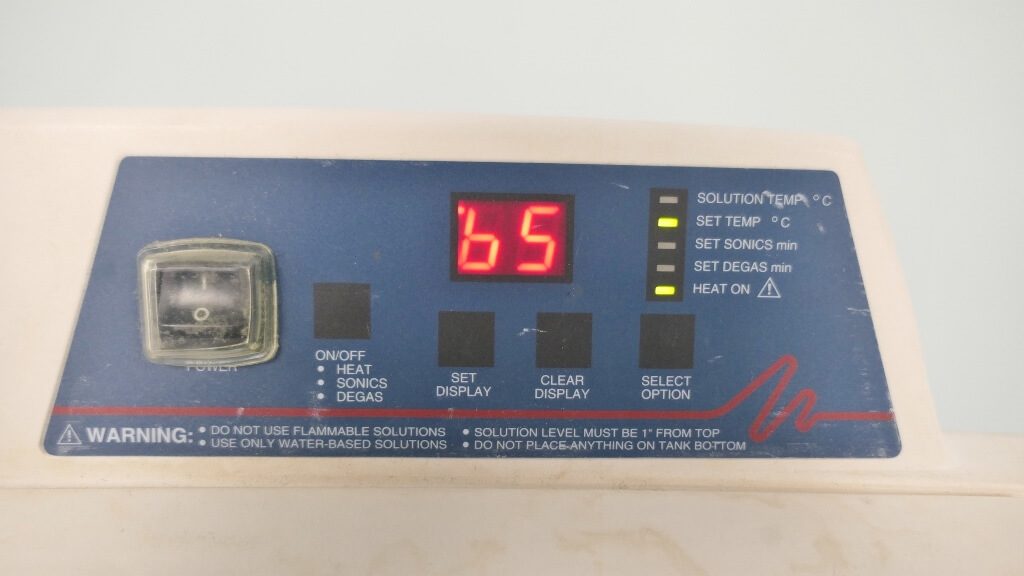 65
SOLUTION TEMP °C
SET TEMP °C
SET SONICS min
SET DEGAS min
HEAT ON
POWER
ON/OFF
• HEAT
• SONICS
• DEGAS
SET
DISPLAY
CLEAR
DISPLAY
SELECT
OPTION
WARNING:
• DO NOT USE FLAMMABLE SOLUTIONS
• USE ONLY WATER-BASED SOLUTIONS
• SOLUTION LEVEL MUST BE 1" FROM TOP
• DO NOT PLACE ANYTHING ON TANK BOTTOM